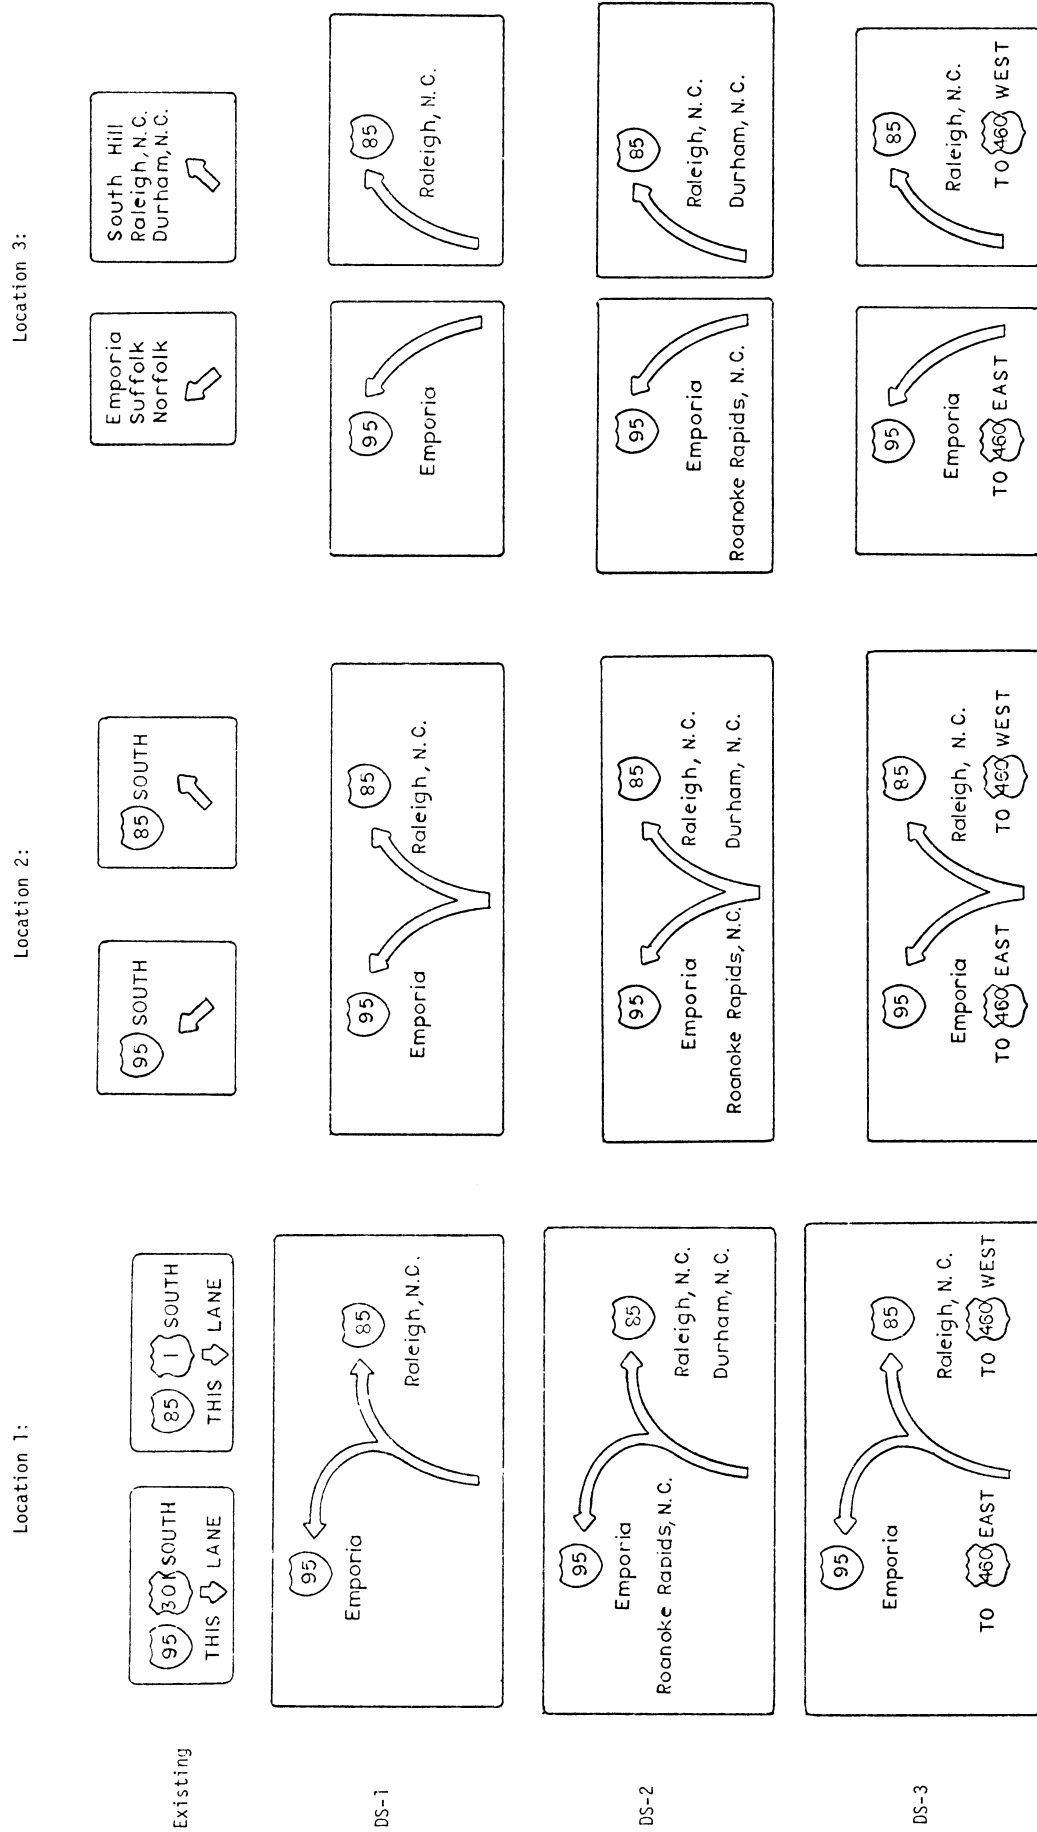 Location 1:
Location 2:
Location 3:
Existing
95 301 SOUTH
THIS LANE
85 1 SOUTH
THIS LANE
95 SOUTH
85 SOUTH
Emporia
Suffolk
Norfolk
South Hill
Raleigh, N.C.
Durham, N.C.
DS-1
95
Emporia
85
Raleigh, N.C.
95
Emporia
85
Raleigh, N.C.
95
Emporia
85
Raleigh, N.C.
DS-2
95
Emporia
Roanoke Rapids, N.C.
85
Raleigh, N.C.
Durham, N.C.
95
Emporia
Roanoke Rapids, N.C.
85
Raleigh, N.C.
Durham, N.C.
95
Emporia
Roanoke Rapids, N.C.
85
Raleigh, N.C.
Durham, N.C.
DS-3
95
Emporia
TO 460 EAST
85
Raleigh, N.C.
TO 460 WEST
95
Emporia
TO 460 EAST
85
Raleigh, N.C.
TO 460 WEST
95
Emporia
TO 460 EAST
85
Raleigh, N.C.
TO 460 WEST